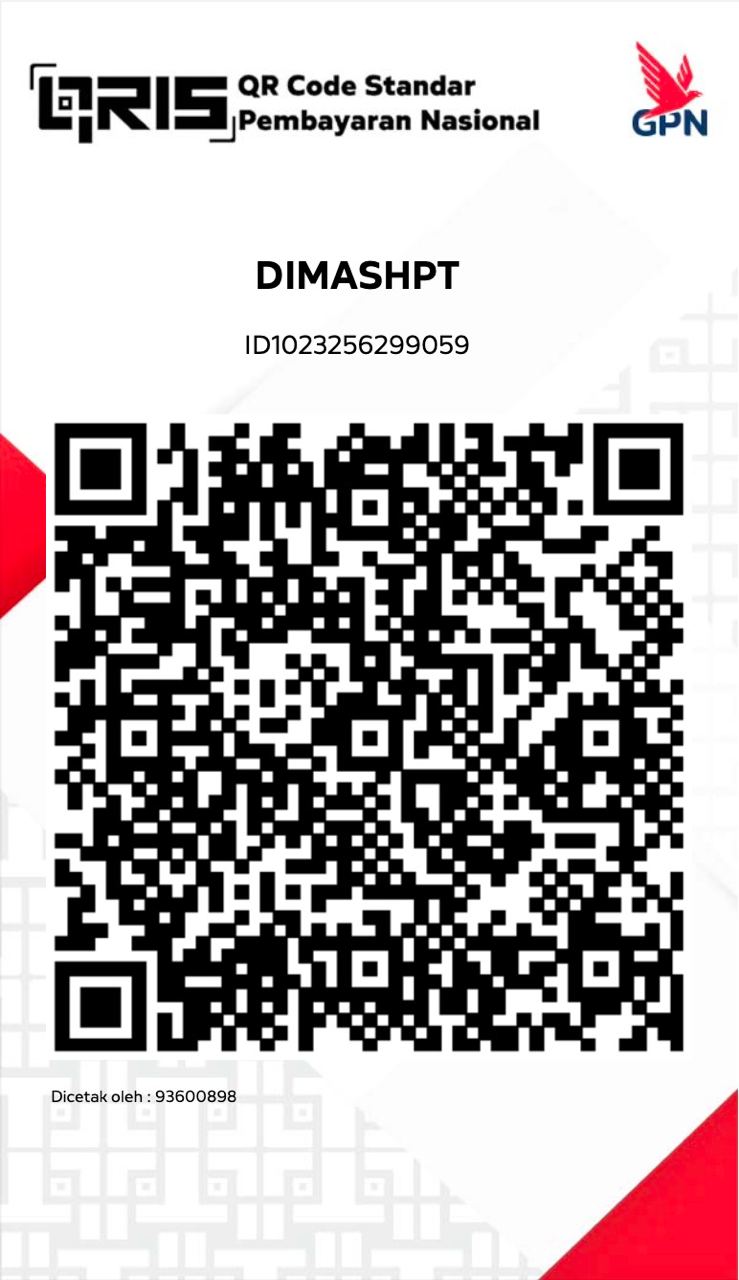 QRIS QR Code Standar
Pembayaran Nasional
GPN
DIMASHPT
ID1023256299059
Dicetak oleh : 93600898